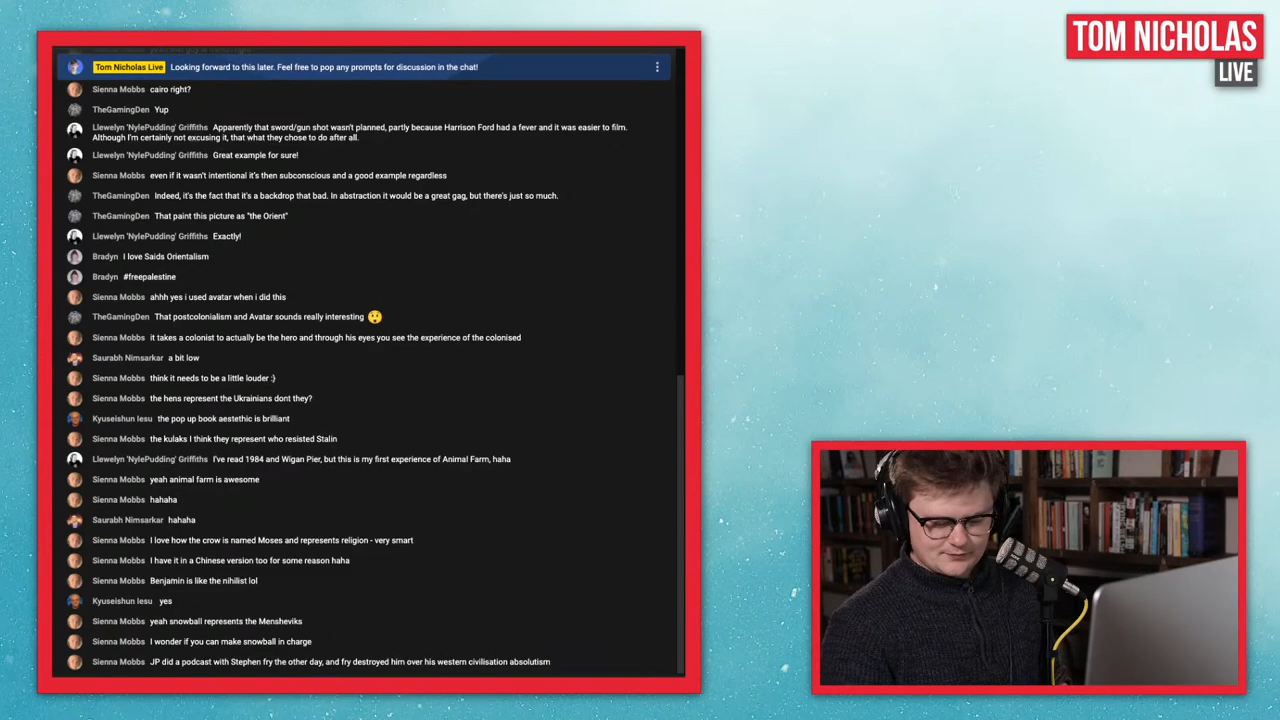 TOM NICHOLAS
LIVE
Tom Nicholas Live Looking forward to this later. Feel free to pop any prompts for discussion in the chat!
Sienna Mobbs cairo right?
TheGamingDen Yup
Llewelyn 'NylePudding' Griffiths Apparently that sword/gun shot wasn't planned, partly because Harrison Ford had a fever and it was easier to film.
Although I'm certainly not excusing it, that what they chose to do after all.
Llewelyn 'NylePudding' Griffiths Great example for sure!
Sienna Mobbs even if it wasn't intentional it's then subconscious and a good example regardless
TheGamingDen Indeed, it's the fact that it's a backdrop that bad. In abstraction it would be a great gag, but there's just so much.
TheGamingDen That paint this picture as "the Orient"
Llewelyn 'NylePudding' Griffiths Exactly!
Bradyn I love Saids Orientalism
Bradyn #freepalestine
Sienna Mobbs ahhh yes i used avatar when i did this
TheGamingDen That postcolonialism and Avatar sounds really interesting 😲
Sienna Mobbs it takes a colonist to actually be the hero and through his eyes you see the experience of the colonised
Saurabh Nimsarkar a bit low
Sienna Mobbs think it needs to be a little louder :}
Sienna Mobbs the hens represent the Ukrainians dont they?
Kyuseishun Iesu the pop up book aestethic is brilliant
Sienna Mobbs the kulaks I think they represent who resisted Stalin
Llewelyn 'NylePudding' Griffiths I've read 1984 and Wigan Pier, but this is my first experience of Animal Farm, haha
Sienna Mobbs yeah animal farm is awesome
Sienna Mobbs hahaha
Saurabh Nimsarkar hahaha
Sienna Mobbs I love how the crow is named Moses and represents religion - very smart
Sienna Mobbs I have it in a Chinese version too for some reason haha
Sienna Mobbs Benjamin is like the nihilist lol
Kyuseishun Iesu yes
Sienna Mobbs yeah snowball represents the Mensheviks
Sienna Mobbs I wonder if you can make snowball in charge
Sienna Mobbs JP did a podcast with Stephen fry the other day, and fry destroyed him over his western civilisation absolutism